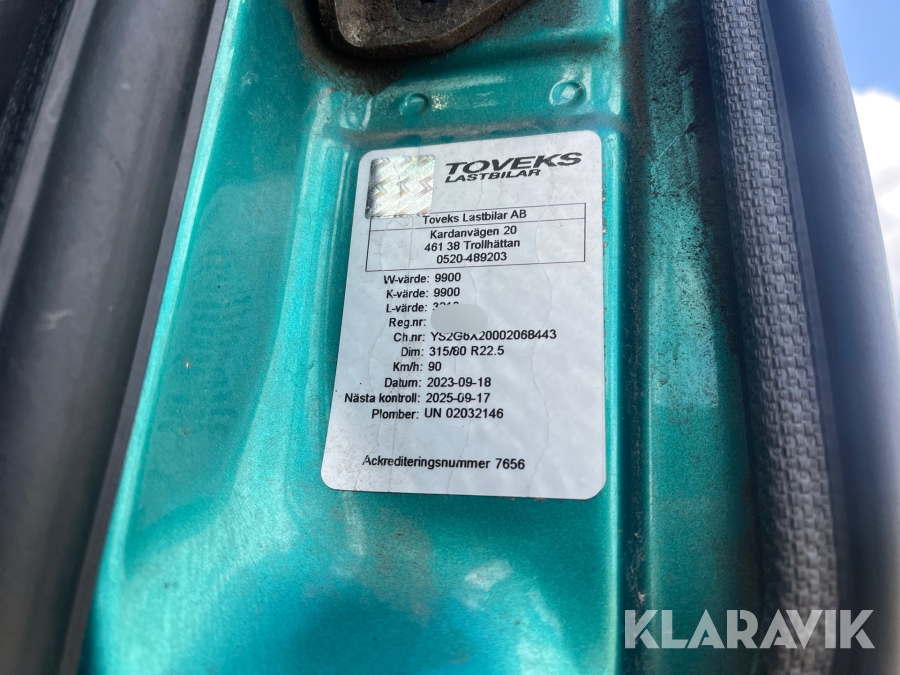 TOVEKS
LASTBILAR
Toveks Lastbilar AB
Kardanvägen 20
461 38 Trollhättan
0520-489203
W-värde: 9900
K-värde: 9900
L-värde:
Reg.nr:
Ch.nr: YS2G6X20002068443
Dim: 315/80 R22.5
Km/h: 90
Datum: 2023-09-18
Nästa kontroll: 2025-09-17
Plomber: UN 02032146
Ackrediteringsnummer 7656
KLARAVIK